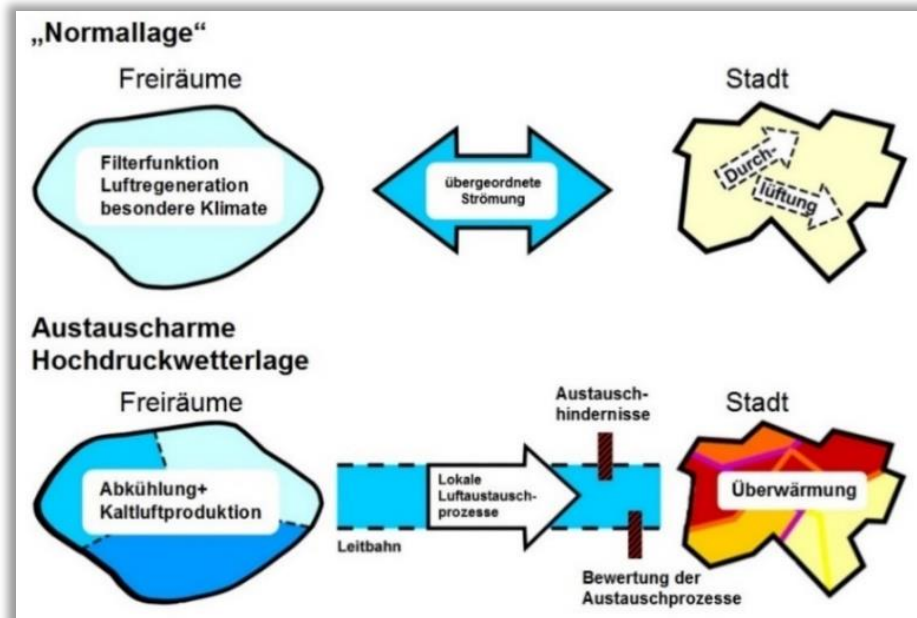 „Normallage“
Freiräume
Stadt
Filterfunktion
Luftregeneration
besondere Klimate
übergeordnete
Strömung
Durch-
lüftung
Austauscharme
Hochdruckwetterlage
Freiräume
Austausch-
hindernisse
Stadt
Abkühlung+
Kaltluftproduktion
Lokale
Luftaustausch-
prozesse
Überwärmung
Leitbahn
Bewertung der
Austauschprozesse